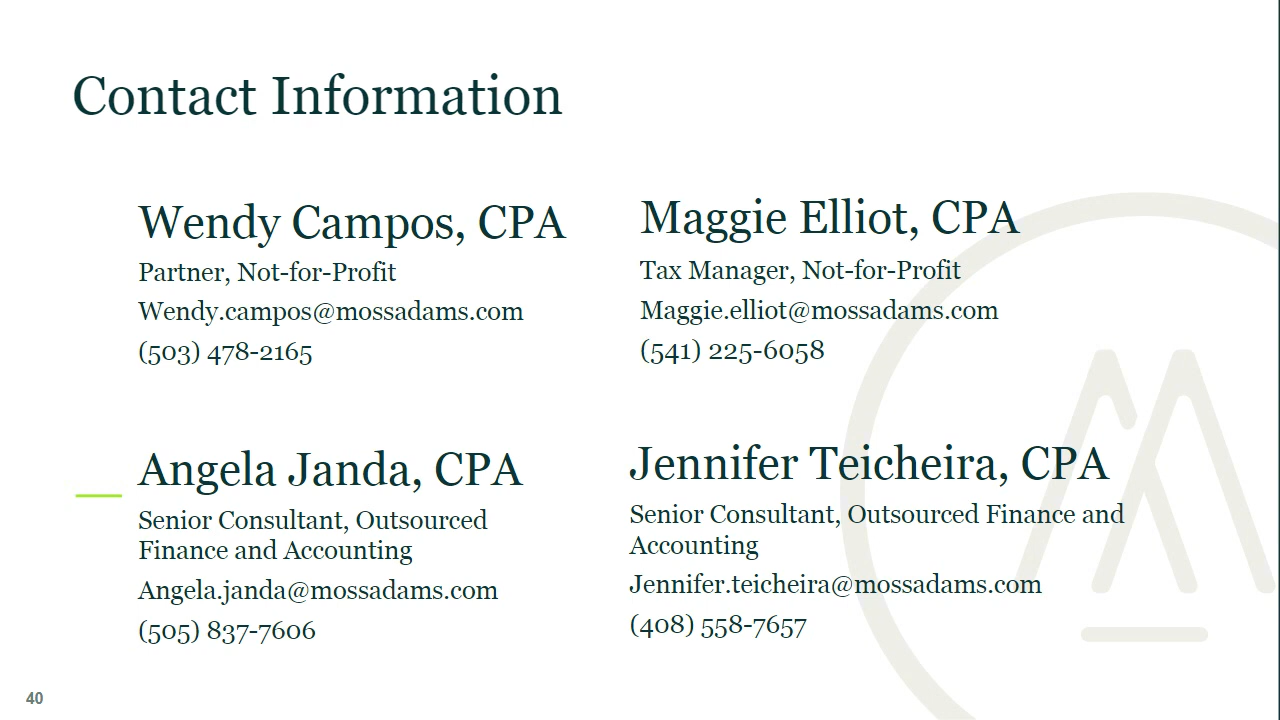 Contact Information
Wendy Campos, CPA
Partner, Not-for-Profit
Wendy.campos@mossadams.com
(503) 478-2165
Maggie Elliot, CPA
Tax Manager, Not-for-Profit
Maggie.elliot@mossadams.com
(541) 225-6058
Angela Janda, CPA
Senior Consultant, Outsourced
Finance and Accounting
Angela.janda@mossadams.com
(505) 837-7606
Jennifer Teicheira, CPA
Senior Consultant, Outsourced Finance and
Accounting
Jennifer.teicheira@mossadams.com
(408) 558-7657
40